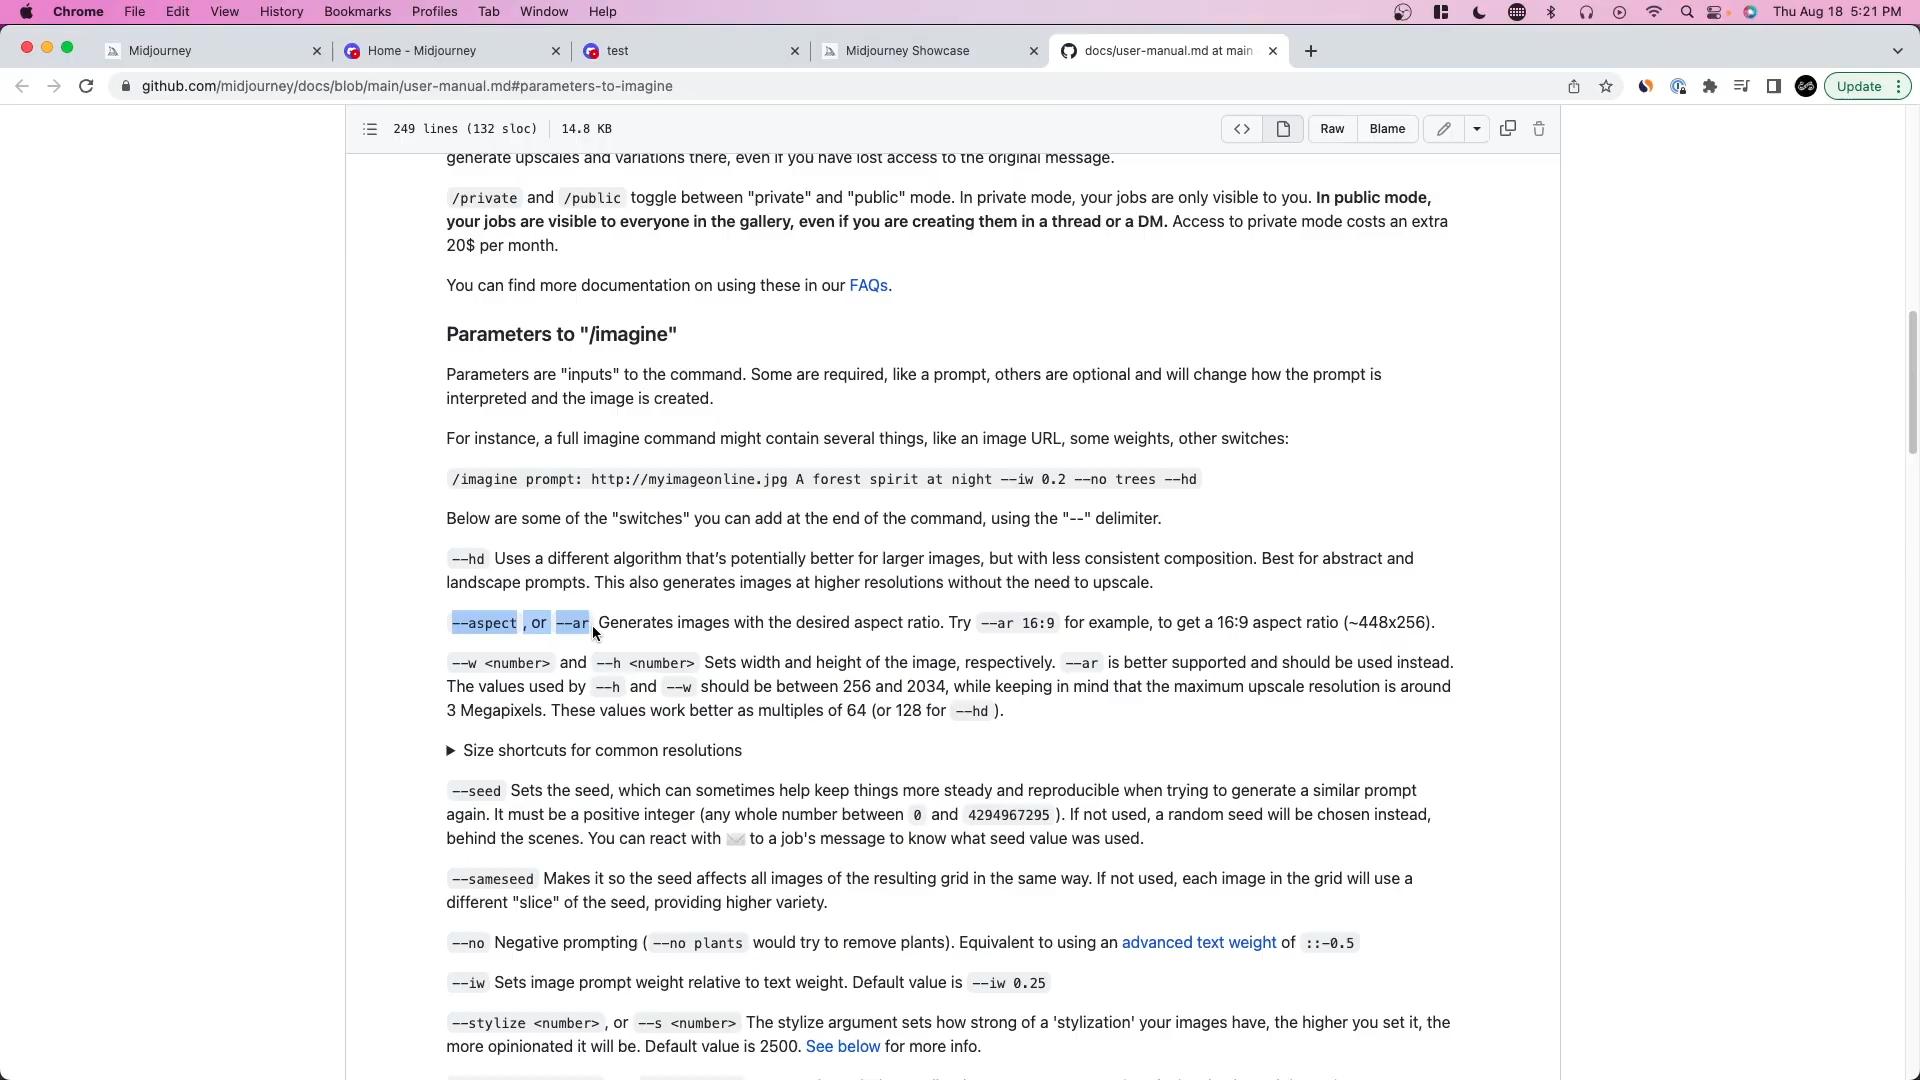 Chrome File Edit View History Bookmarks Profiles Tab Window Help Thu Aug 18 5:21 PM
Midjourney Home - Midjourney test Midjourney Showcase docs/user-manual.md at main
github.com/midjourney/docs/blob/main/user-manual.md#parameters-to-imagine Update
249 lines (132 sloc) 14.8 KB Raw Blame
generate upscales and variations there, even if you have lost access to the original message.
/private and /public toggle between "private" and "public" mode. In private mode, your jobs are only visible to you. In public mode,
your jobs are visible to everyone in the gallery, even if you are creating them in a thread or a DM. Access to private mode costs an extra
20$ per month.
You can find more documentation on using these in our FAQs.
Parameters to "/imagine"
Parameters are "inputs" to the command. Some are required, like a prompt, others are optional and will change how the prompt is
interpreted and the image is created.
For instance, a full imagine command might contain several things, like an image URL, some weights, other switches:
/imagine prompt: http://myimageonline.jpg A forest spirit at night --iw 0.2 --no trees --hd
Below are some of the "switches" you can add at the end of the command, using the "--" delimiter.
--hd Uses a different algorithm that's potentially better for larger images, but with less consistent composition. Best for abstract and
landscape prompts. This also generates images at higher resolutions without the need to upscale.
--aspect , or --ar Generates images with the desired aspect ratio. Try --ar 16:9 for example, to get a 16:9 aspect ratio (~448x256).
--w <number> and --h <number> Sets width and height of the image, respectively. --ar is better supported and should be used instead.
The values used by --h and --w should be between 256 and 2034, while keeping in mind that the maximum upscale resolution is around
3 Megapixels. These values work better as multiples of 64 (or 128 for --hd ).
▶ Size shortcuts for common resolutions
--seed Sets the seed, which can sometimes help keep things more steady and reproducible when trying to generate a similar prompt
again. It must be a positive integer (any whole number between 0 and 4294967295 ). If not used, a random seed will be chosen instead,
behind the scenes. You can react with ✉️ to a job's message to know what seed value was used.
--sameseed Makes it so the seed affects all images of the resulting grid in the same way. If not used, each image in the grid will use a
different "slice" of the seed, providing higher variety.
--no Negative prompting ( --no plants would try to remove plants). Equivalent to using an advanced text weight of ::-0.5
--iw Sets image prompt weight relative to text weight. Default value is --iw 0.25
--stylize <number> , or --s <number> The stylize argument sets how strong of a 'stylization' your images have, the higher you set it, the
more opinionated it will be. Default value is 2500. See below for more info.